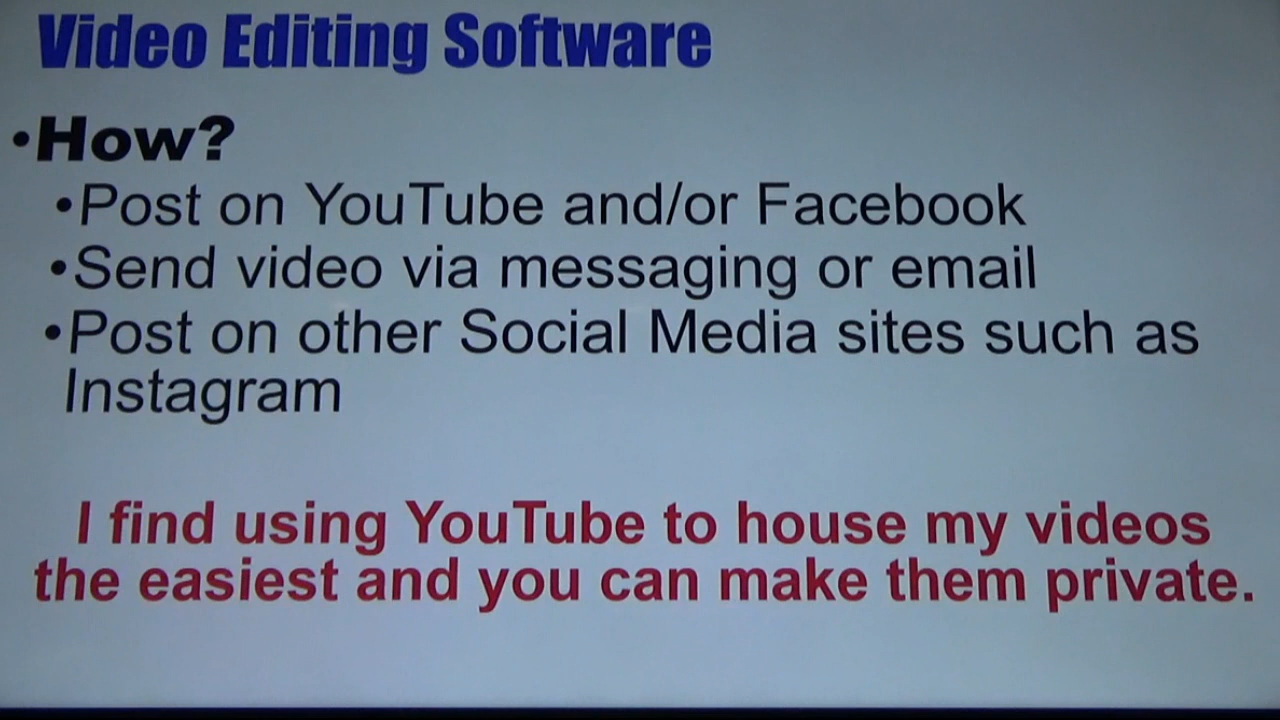 Video Editing Software
•How?
•Post on YouTube and/or Facebook
•Send video via messaging or email
•Post on other Social Media sites such as
Instagram
I find using YouTube to house my videos
the easiest and you can make them private.